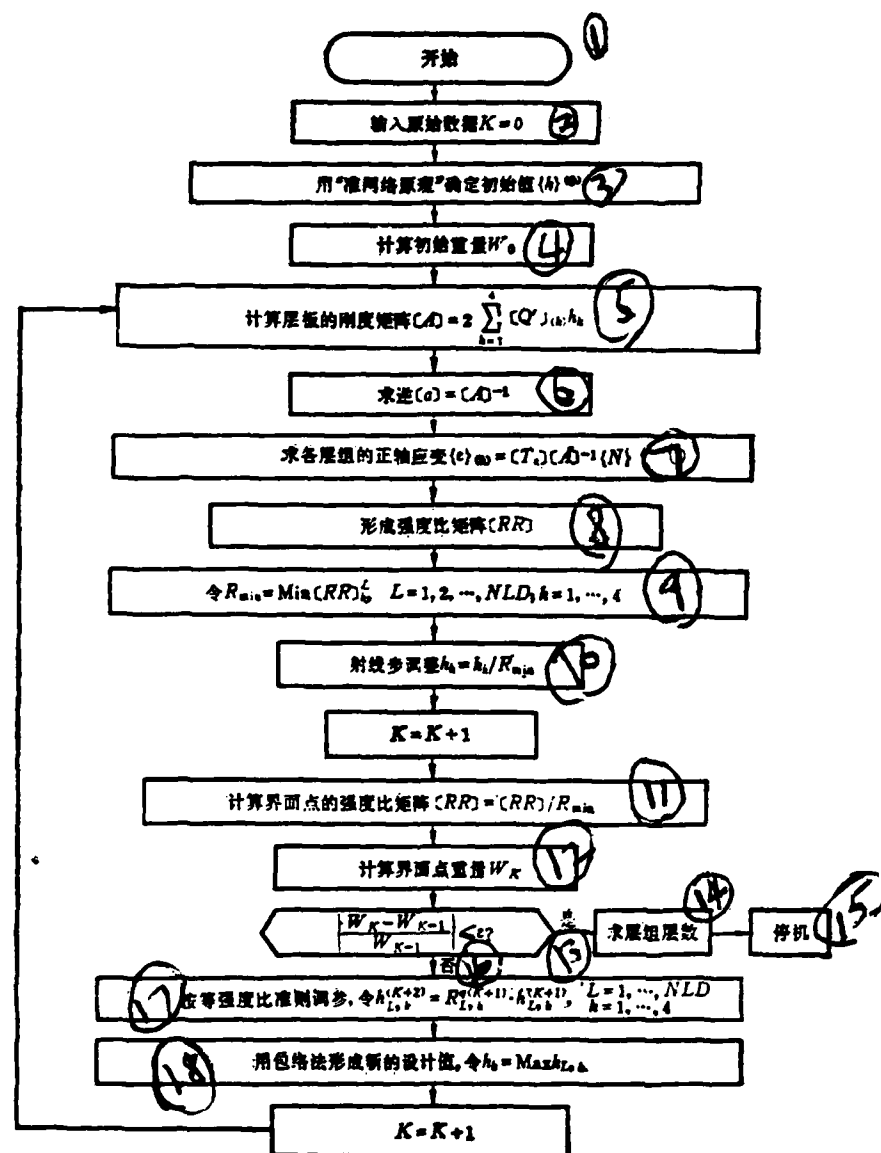 开始 1
输入原始数据K=0 2
用“准网络原理”确定初始值{h}⁽⁰⁾ 3
计算初始重量W₀ 4
计算层板的刚度矩阵[A]=2 ∑ₖ₌₁⁴ [Q′]₍ₖ₎hₖ 5
求逆[a]=[A]⁻¹ 6
求各层组的正轴应变{ε}₍ₖ₎=[Tₑ][A]⁻¹{N} 7
形成强度比矩阵[RR] 8
令R_min=Min[RR]ₖᴸ L=1, 2, …, NLD, k=1, …, 4 9
射线步调整hₖ=hₖ/R_min 10
K=K+1
计算界面点的强度比矩阵[RR]=[RR]/R_min 11
计算界面点重量W_K 12
|(W_K-W_{K-1})/W_{K-1}|≤ε? 是 13 求层组层数 14 停机 15
否 16
17 按等强度比准则调参, 令h_{L,k}^{(K+2)}=R_{L,k}^{η(K+1)}·h_{L,k}^{(K+1)}, L=1, …, NLD k=1, …, 4
18 用包络法形成新的设计值, 令hₖ=Max h_{L,k}
K=K+1